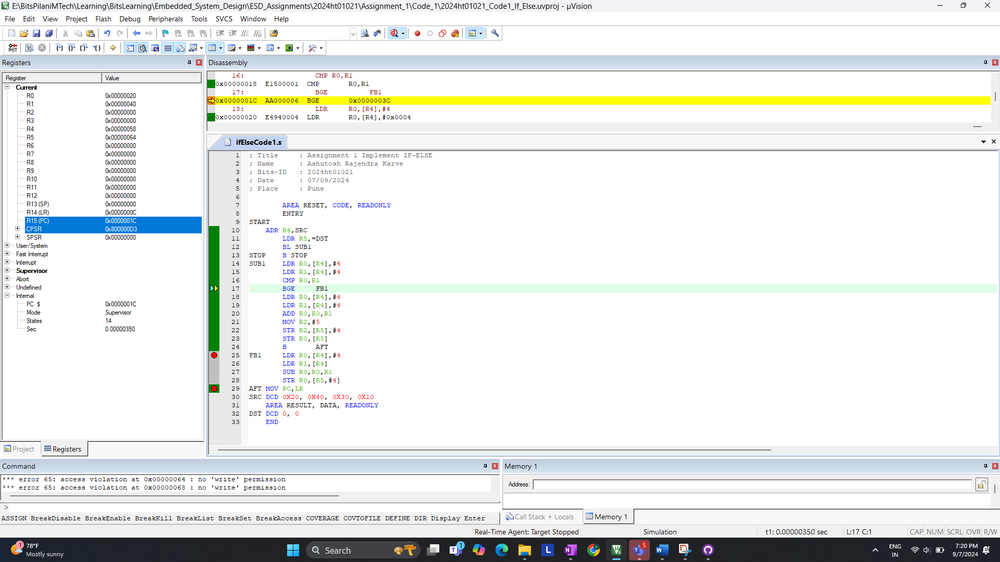 E:\BitsPilaniMTech\Learning\BitsLearning\Embedded_System_Design\ESD_Assignments\2024ht01021\Assignment_1\Code_1\2024ht01021_Code1_If_Else.uvproj - µVision
File Edit View Project Flash Debug Peripherals Tools SVCS Window Help
RST
Registers
Register Value
Current
R0 0x00000020
R1 0x00000040
R2 0x00000000
R3 0x00000000
R4 0x00000058
R5 0x00000064
R6 0x00000000
R7 0x00000000
R8 0x00000000
R9 0x00000000
R10 0x00000000
R11 0x00000000
R12 0x00000000
R13 (SP) 0x00000000
R14 (LR) 0x0000000C
R15 (PC) 0x0000001C
CPSR 0x800000D3
SPSR 0x00000000
User/System
Fast Interrupt
Interrupt
Supervisor
Abort
Undefined
Internal
PC $ 0x0000001C
Mode Supervisor
States 14
Sec 0.00000350
Project Registers
Disassembly
16: CMP R0,R1
0x00000018 E1500001 CMP R0,R1
17: BGE FB1
0x0000001C AA000006 BGE 0x0000003C
18: LDR R0,[R4],#4
0x00000020 E4940004 LDR R0,[R4],#0x0004
ifElseCode1.s
1 ; Title : Assignment 1 Implement IF-ELSE
2 ; Name : Ashutosh Rajendra Karve
3 ; Bits-ID : 2024ht01021
4 ; Date : 07/09/2024
5 ; Place : Pune
6
7 AREA RESET, CODE, READONLY
8 ENTRY
9 START
10 ADR R4,SRC
11 LDR R5,=DST
12 BL SUB1
13 STOP B STOP
14 SUB1 LDR R0,[R4],#4
15 LDR R1,[R4],#4
16 CMP R0,R1
17 BGE FB1
18 LDR R0,[R4],#4
19 LDR R1,[R4],#4
20 ADD R0,R0,R1
21 MOV R2,#5
22 STR R2,[R5],#4
23 STR R0,[R5]
24 B AFT
25 FB1 LDR R0,[R4],#4
26 LDR R1,[R4]
27 SUB R0,R0,R1
28 STR R0,[R5,#4]
29 AFT MOV PC,LR
30 SRC DCD 0X20, 0X40, 0X30, 0X10
31 AREA RESULT, DATA, READONLY
32 DST DCD 0, 0
33 END
Command
*** error 65: access violation at 0x00000064 : no 'write' permission
*** error 65: access violation at 0x00000068 : no 'write' permission
>
ASSIGN BreakDisable BreakEnable BreakKill BreakList BreakSet BreakAccess COVERAGE COVTOFILE DEFINE DIR Display Enter
Memory 1
Address:
Call Stack + Locals Memory 1
Real-Time Agent: Target Stopped Simulation t1: 0.00000350 sec L:17 C:1 CAP NUM SCRL OVR R/W
1 78°F
Mostly sunny
Search
1
L
N
5
W
ENG
IN
7:20 PM
9/7/2024